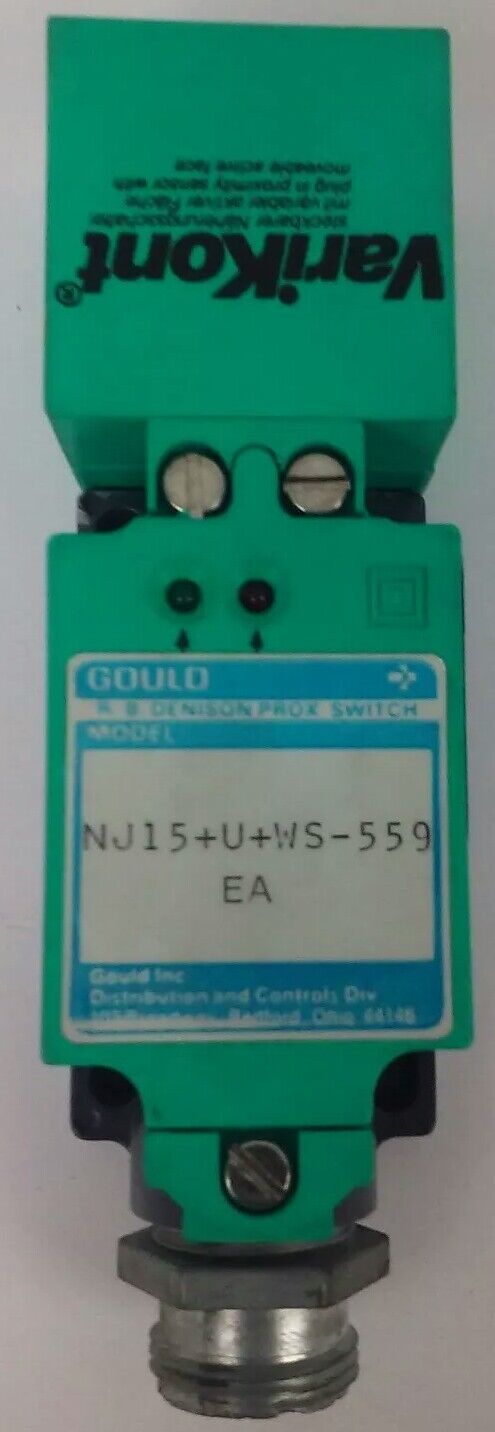 VariKont®
steckbarer Näherungsschalter
mit variabler aktiver Fläche
plug in proximity sensor with
moveable active face
GOULD
R. B. DENISON PROX SWITCH
MODEL
NJ15+U+WS-559
EA
Gould Inc
Distribution and Controls Div
Bedford, Ohio 44146